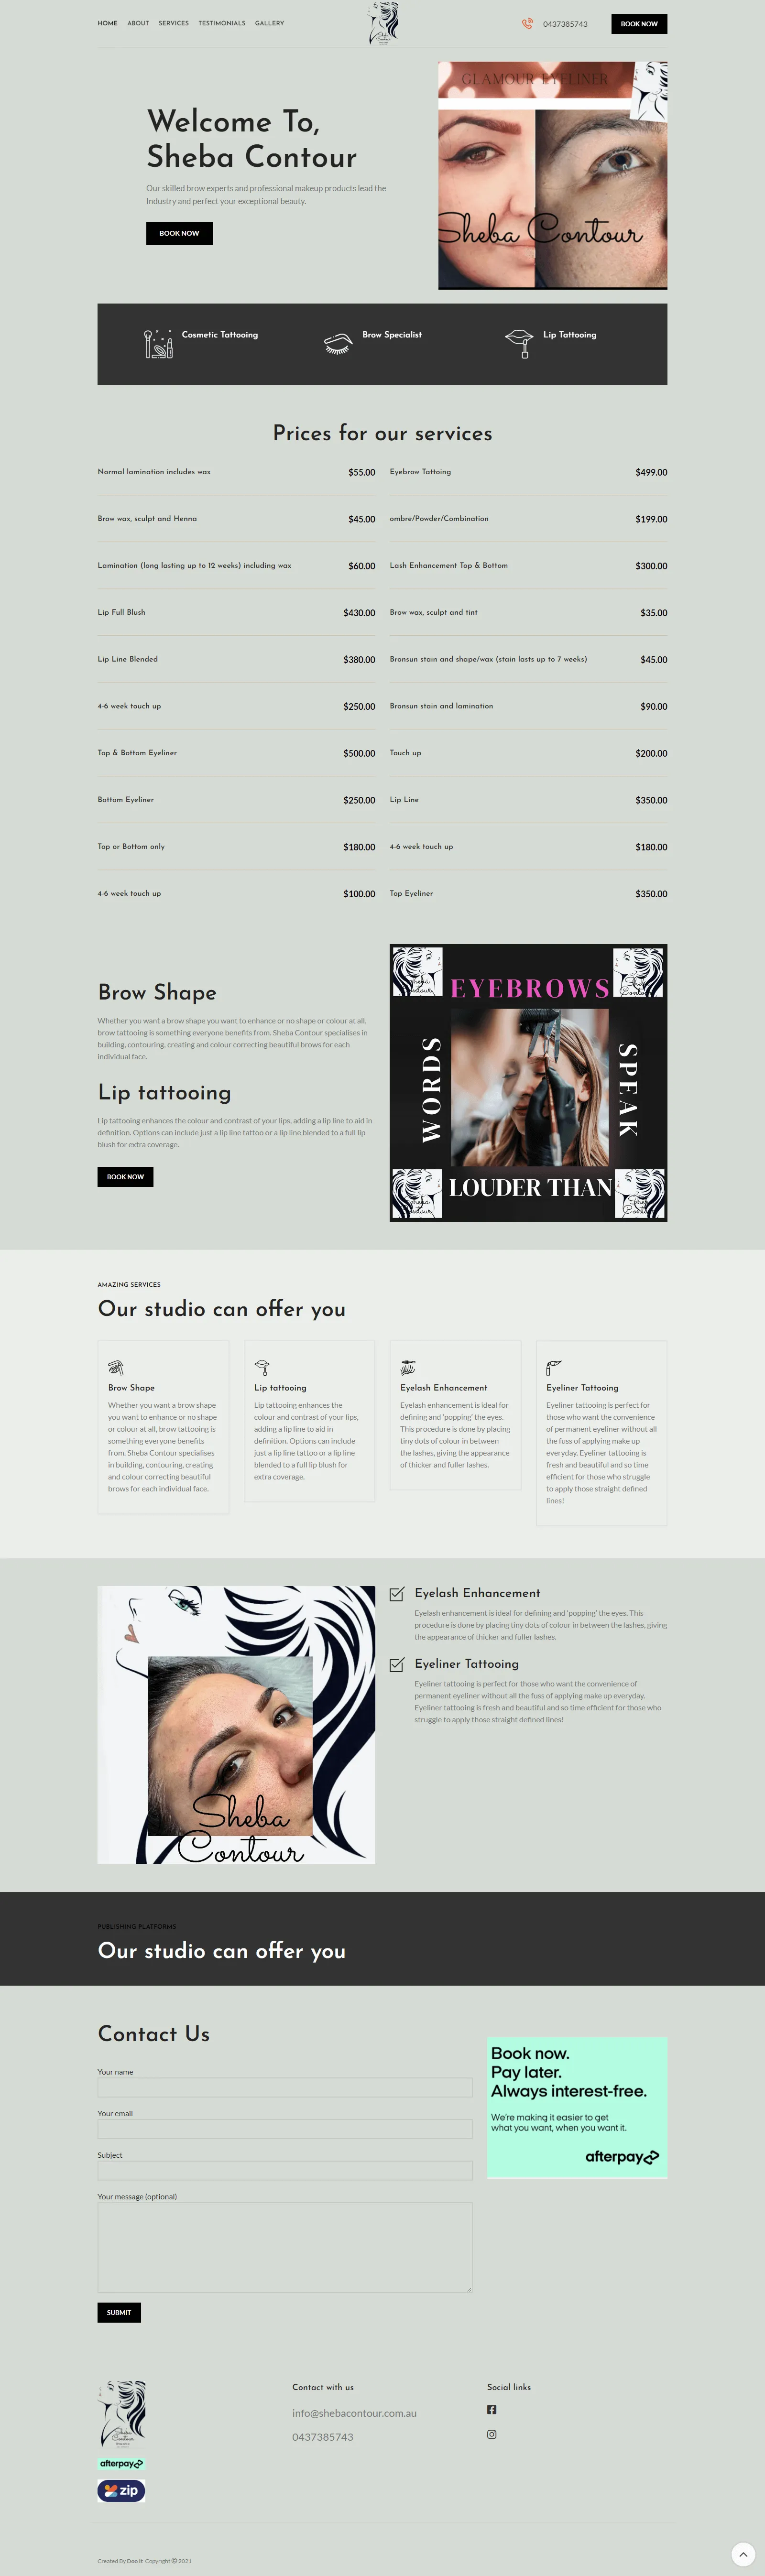 HOME ABOUT SERVICES TESTIMONIALS GALLERY
0437385743
BOOK NOW
Welcome To,
Sheba Contour
Our skilled brow experts and professional makeup products lead the
Industry and perfect your exceptional beauty.
BOOK NOW
GLAMOUR EYELINER
Sheba Contour
Cosmetic Tattooing
Brow Specialist
Lip Tattooing
Prices for our services
Normal lamination includes wax $55.00
Eyebrow Tattoing $499.00
Brow wax, sculpt and Henna $45.00
ombre/Powder/Combination $199.00
Lamination (long lasting up to 12 weeks) including wax $60.00
Lash Enhancement Top & Bottom $300.00
Lip Full Blush $430.00
Brow wax, sculpt and tint $35.00
Lip Line Blended $380.00
Bronsun stain and shape/wax (stain lasts up to 7 weeks) $45.00
4-6 week touch up $250.00
Bronsun stain and lamination $90.00
Top & Bottom Eyeliner $500.00
Touch up $200.00
Bottom Eyeliner $250.00
Lip Line $350.00
Top or Bottom only $180.00
4-6 week touch up $180.00
4-6 week touch up $100.00
Top Eyeliner $350.00
Brow Shape
Whether you want a brow shape you want to enhance or no shape or colour at all,
brow tattooing is something everyone benefits from. Sheba Contour specialises in
building, contouring, creating and colour correcting beautiful brows for each
individual face.
Lip tattooing
Lip tattooing enhances the colour and contrast of your lips, adding a lip line to aid in
definition. Options can include just a lip line tattoo or a lip line blended to a full lip
blush for extra coverage.
BOOK NOW
EYEBROWS
WORDS
SPEAK
LOUDER THAN
AMAZING SERVICES
Our studio can offer you
Brow Shape
Whether you want a brow shape
you want to enhance or no shape
or colour at all, brow tattooing is
something everyone benefits
from. Sheba Contour specialises
in building, contouring, creating
and colour correcting beautiful
brows for each individual face.
Lip tattooing
Lip tattooing enhances the
colour and contrast of your lips,
adding a lip line to aid in
definition. Options can include
just a lip line tattoo or a lip line
blended to a full lip blush for
extra coverage.
Eyelash Enhancement
Eyelash enhancement is ideal for
defining and ‘popping’ the eyes.
This procedure is done by placing
tiny dots of colour in between
the lashes, giving the appearance
of thicker and fuller lashes.
Eyeliner Tattooing
Eyeliner tattooing is perfect for
those who want the convenience
of permanent eyeliner without all
the fuss of applying make up
everyday. Eyeliner tattooing is
fresh and beautiful and so time
efficient for those who struggle
to apply those straight defined
lines!
Sheba
Contour
Eyelash Enhancement
Eyelash enhancement is ideal for defining and ‘popping’ the eyes. This
procedure is done by placing tiny dots of colour in between the lashes, giving
the appearance of thicker and fuller lashes.
Eyeliner Tattooing
Eyeliner tattooing is perfect for those who want the convenience of
permanent eyeliner without all the fuss of applying make up everyday.
Eyeliner tattooing is fresh and beautiful and so time efficient for those who
struggle to apply those straight defined lines!
PUBLISHING PLATFORMS
Our studio can offer you
Contact Us
Your name
Your email
Subject
Your message (optional)
SUBMIT
Book now.
Pay later.
Always interest-free.
We're making it easier to get
what you want, when you want it.
afterpay
Sheba
Contour
afterpay
zip
Contact with us
info@shebacontour.com.au
0437385743
Social links
Created By Doo It Copyright © 2021